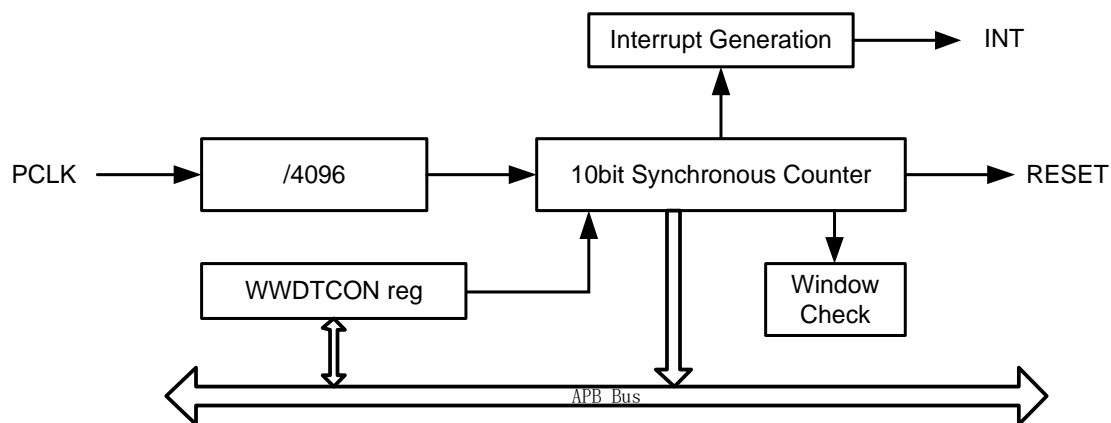 Interrupt Generation
INT
PCLK
/4096
10bit Synchronous Counter
RESET
WWDTCON reg
Window
Check
APB Bus